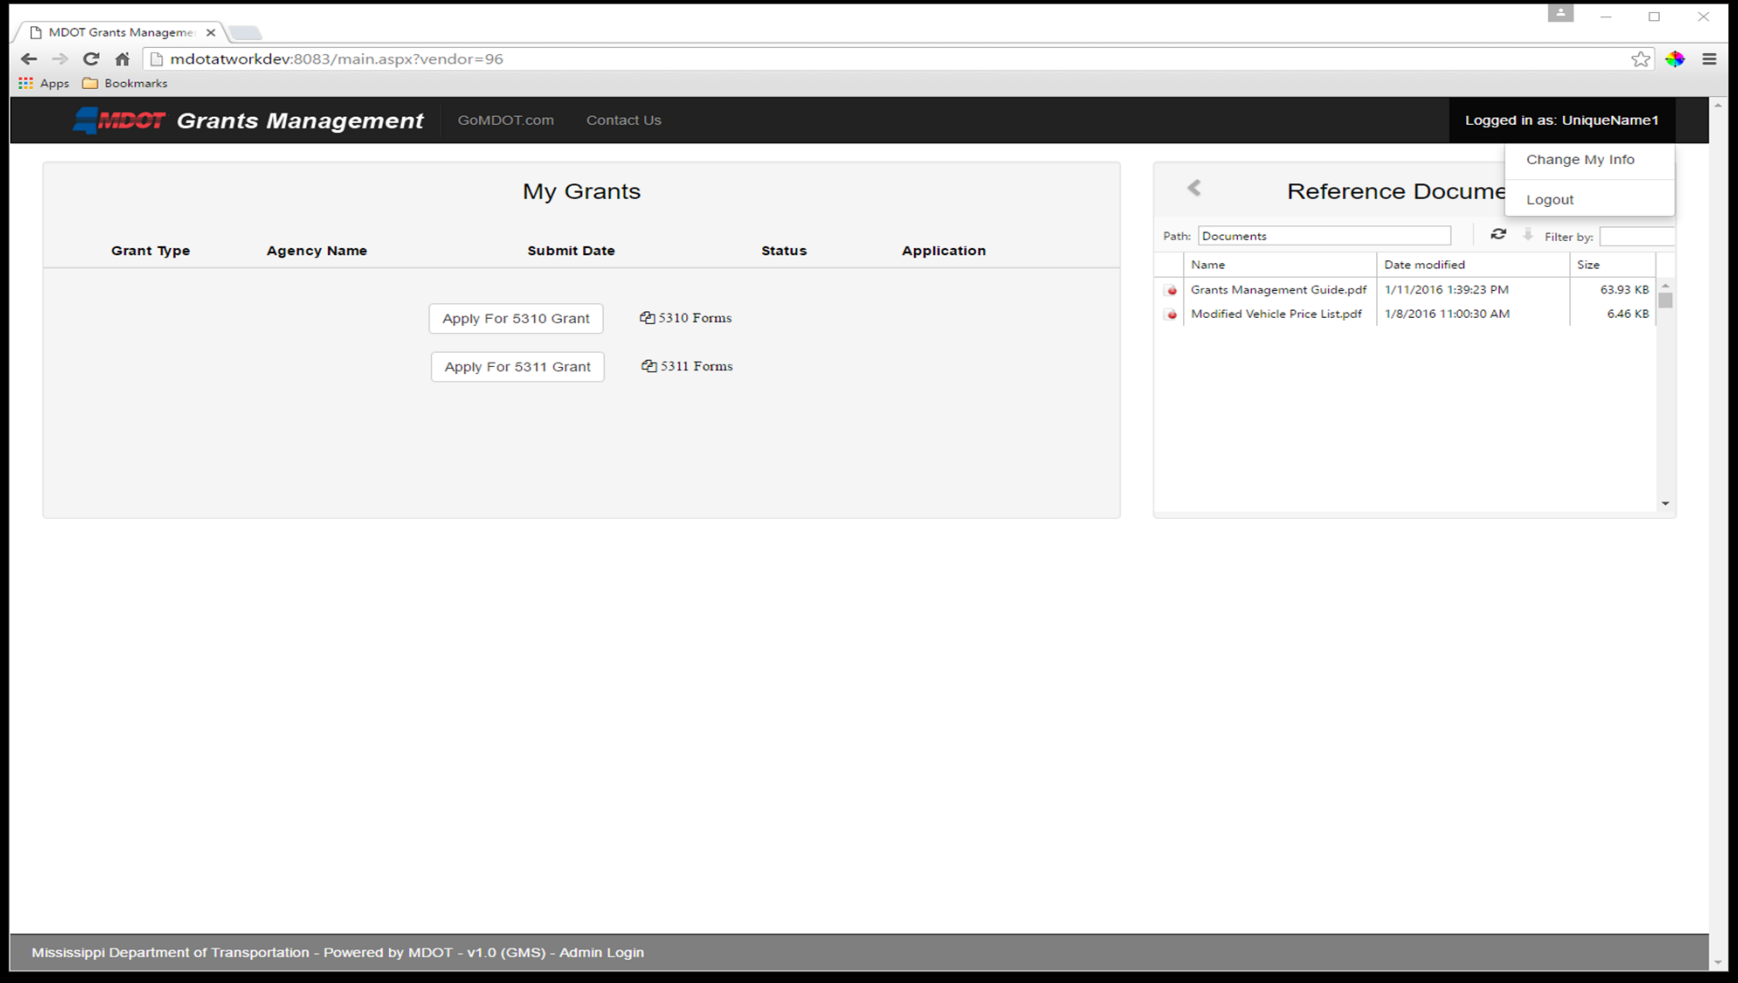 MDOT Grants Manageme
mdotatworkdev:8083/main.aspx?vendor=96
Apps Bookmarks
MDOT Grants Management GoMDOT.com Contact Us Logged in as: UniqueName1
Change My Info
Logout
My Grants
Grant Type Agency Name Submit Date Status Application
Apply For 5310 Grant 5310 Forms
Apply For 5311 Grant 5311 Forms
Reference Docume
Path: Documents Filter by:
Name Date modified Size
Grants Management Guide.pdf 1/11/2016 1:39:23 PM 63.93 KB
Modified Vehicle Price List.pdf 1/8/2016 11:00:30 AM 6.46 KB
Mississippi Department of Transportation - Powered by MDOT - v1.0 (GMS) - Admin Login